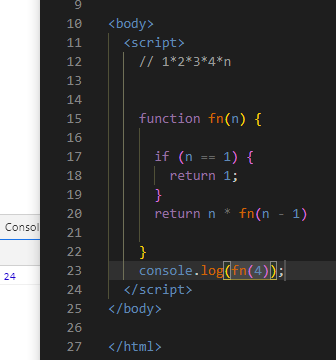 9
10 <body>
11 <script>
12 // 1*2*3*4*n
13
14
15 function fn(n) {
16
17 if (n == 1) {
18 return 1;
19 }
20 return n * fn(n - 1)
21
22 }
Consol
23 console.log(fn(4));
24
24 </script>
25 </body>
26
27 </html>